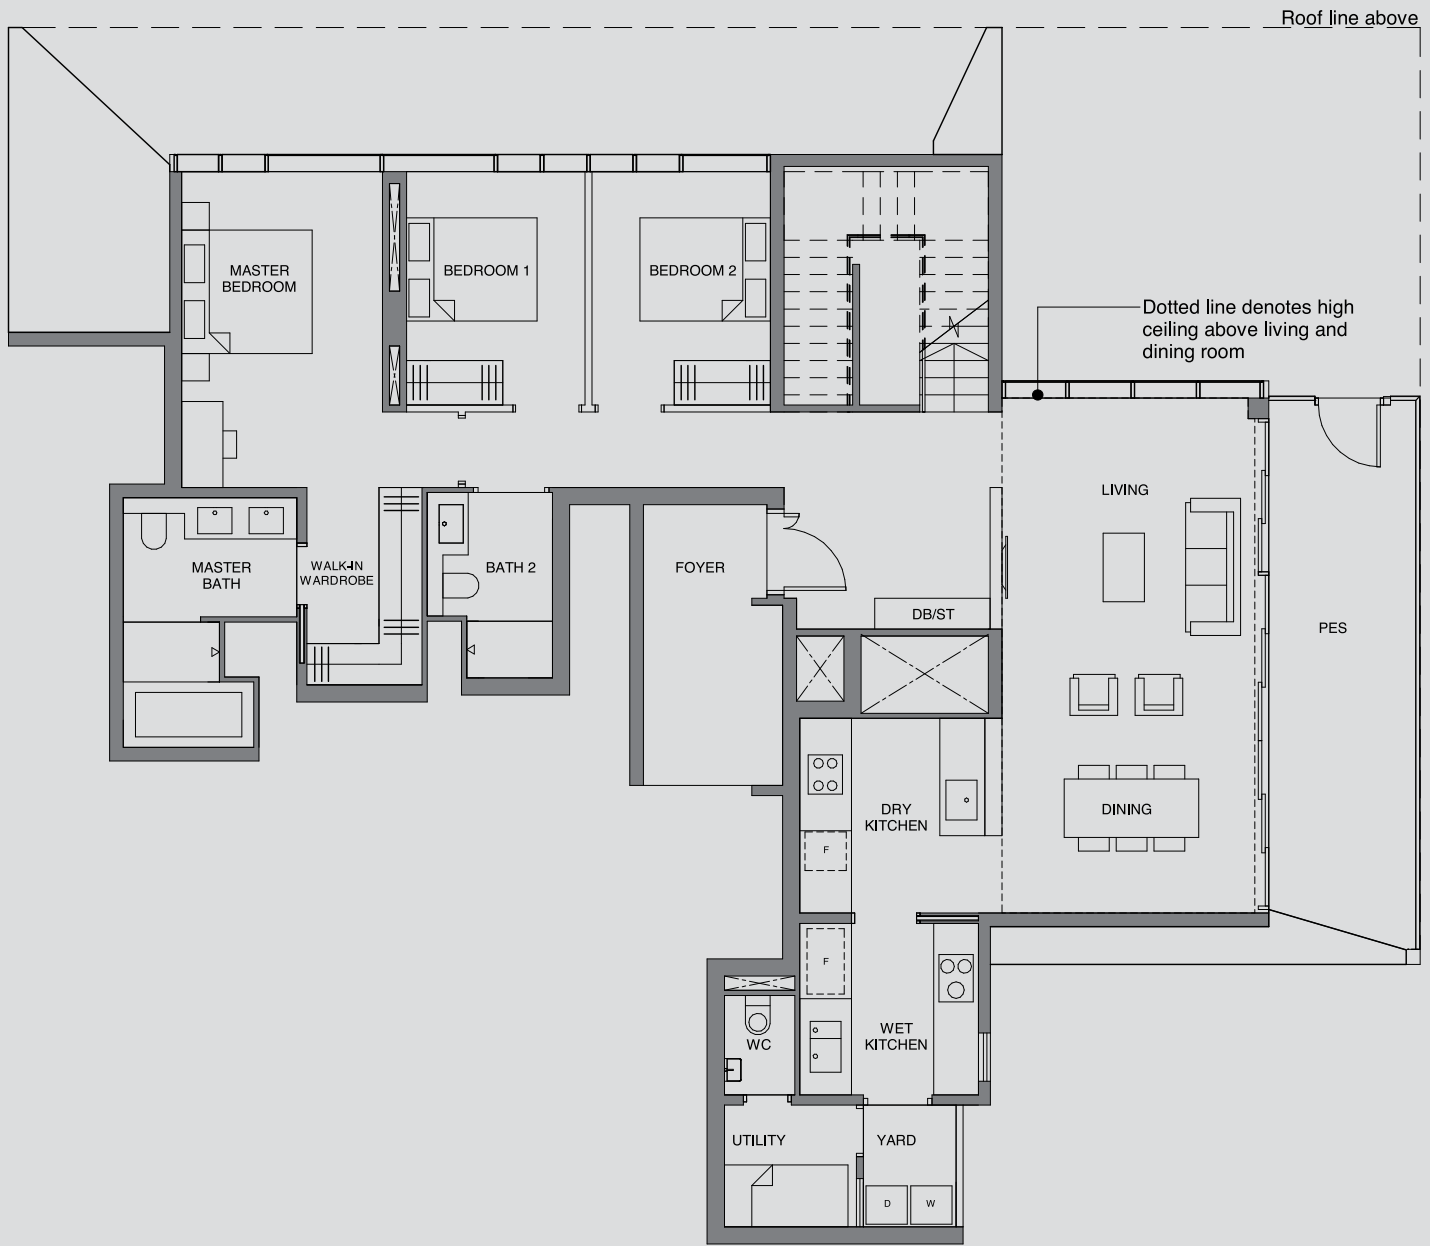 Roof line above
MASTER
BEDROOM
BEDROOM 1
BEDROOM 2
Dotted line denotes high
ceiling above living and
dining room
LIVING
MASTER
BATH
WALK-IN
WARDROBE
BATH 2
FOYER
DB/ST
PES
DRY
KITCHEN
DINING
F
F
WET
KITCHEN
WC
UTILITY
YARD
D
W